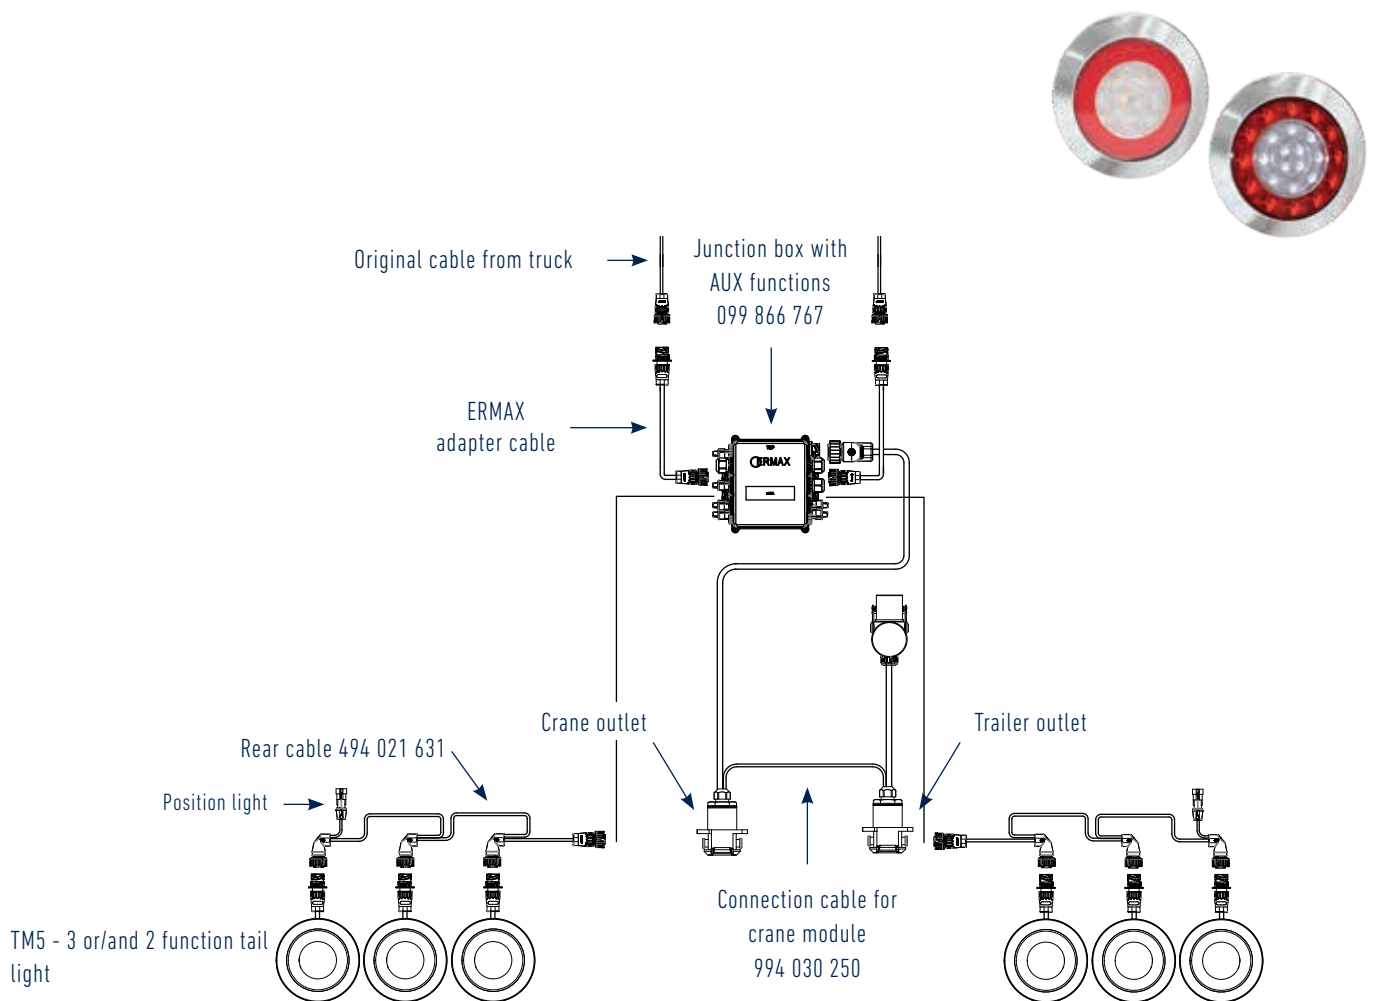 Original cable from truck
Junction box with
AUX functions
099 866 767
ERMAX
adapter cable
TOP
ERMAX
Crane outlet
Trailer outlet
Rear cable 494 021 631
Position light
Connection cable for
crane module
994 030 250
TM5 - 3 or/and 2 function tail
light